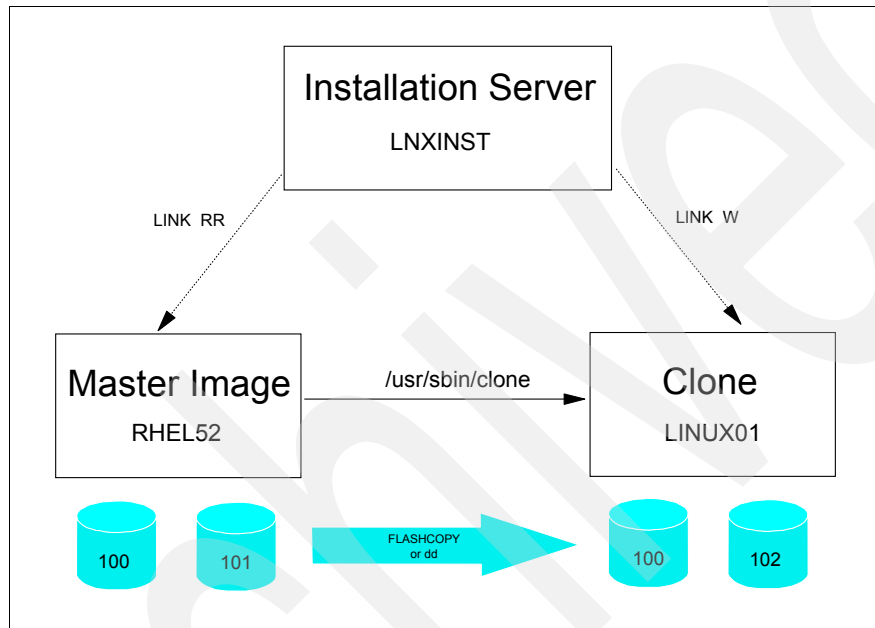 Installation Server
LNXINST
LINK RR
LINK W
Master Image
RHEL52
/usr/sbin/clone
Clone
LINUX01
100
101
FLASHCOPY
or dd
100
102